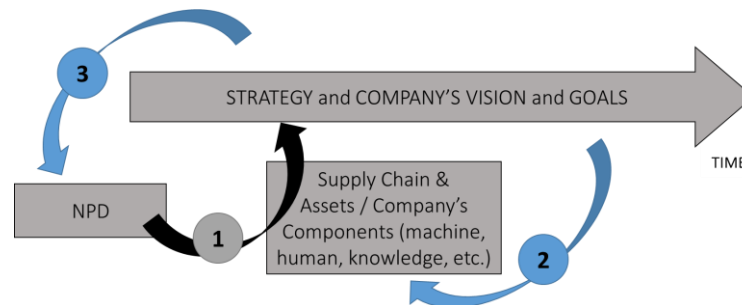 3
STRATEGY and COMPANY'S VISION and GOALS
TIME
NPD
1
Supply Chain &
Assets / Company's
Components (machine,
human, knowledge, etc.)
2